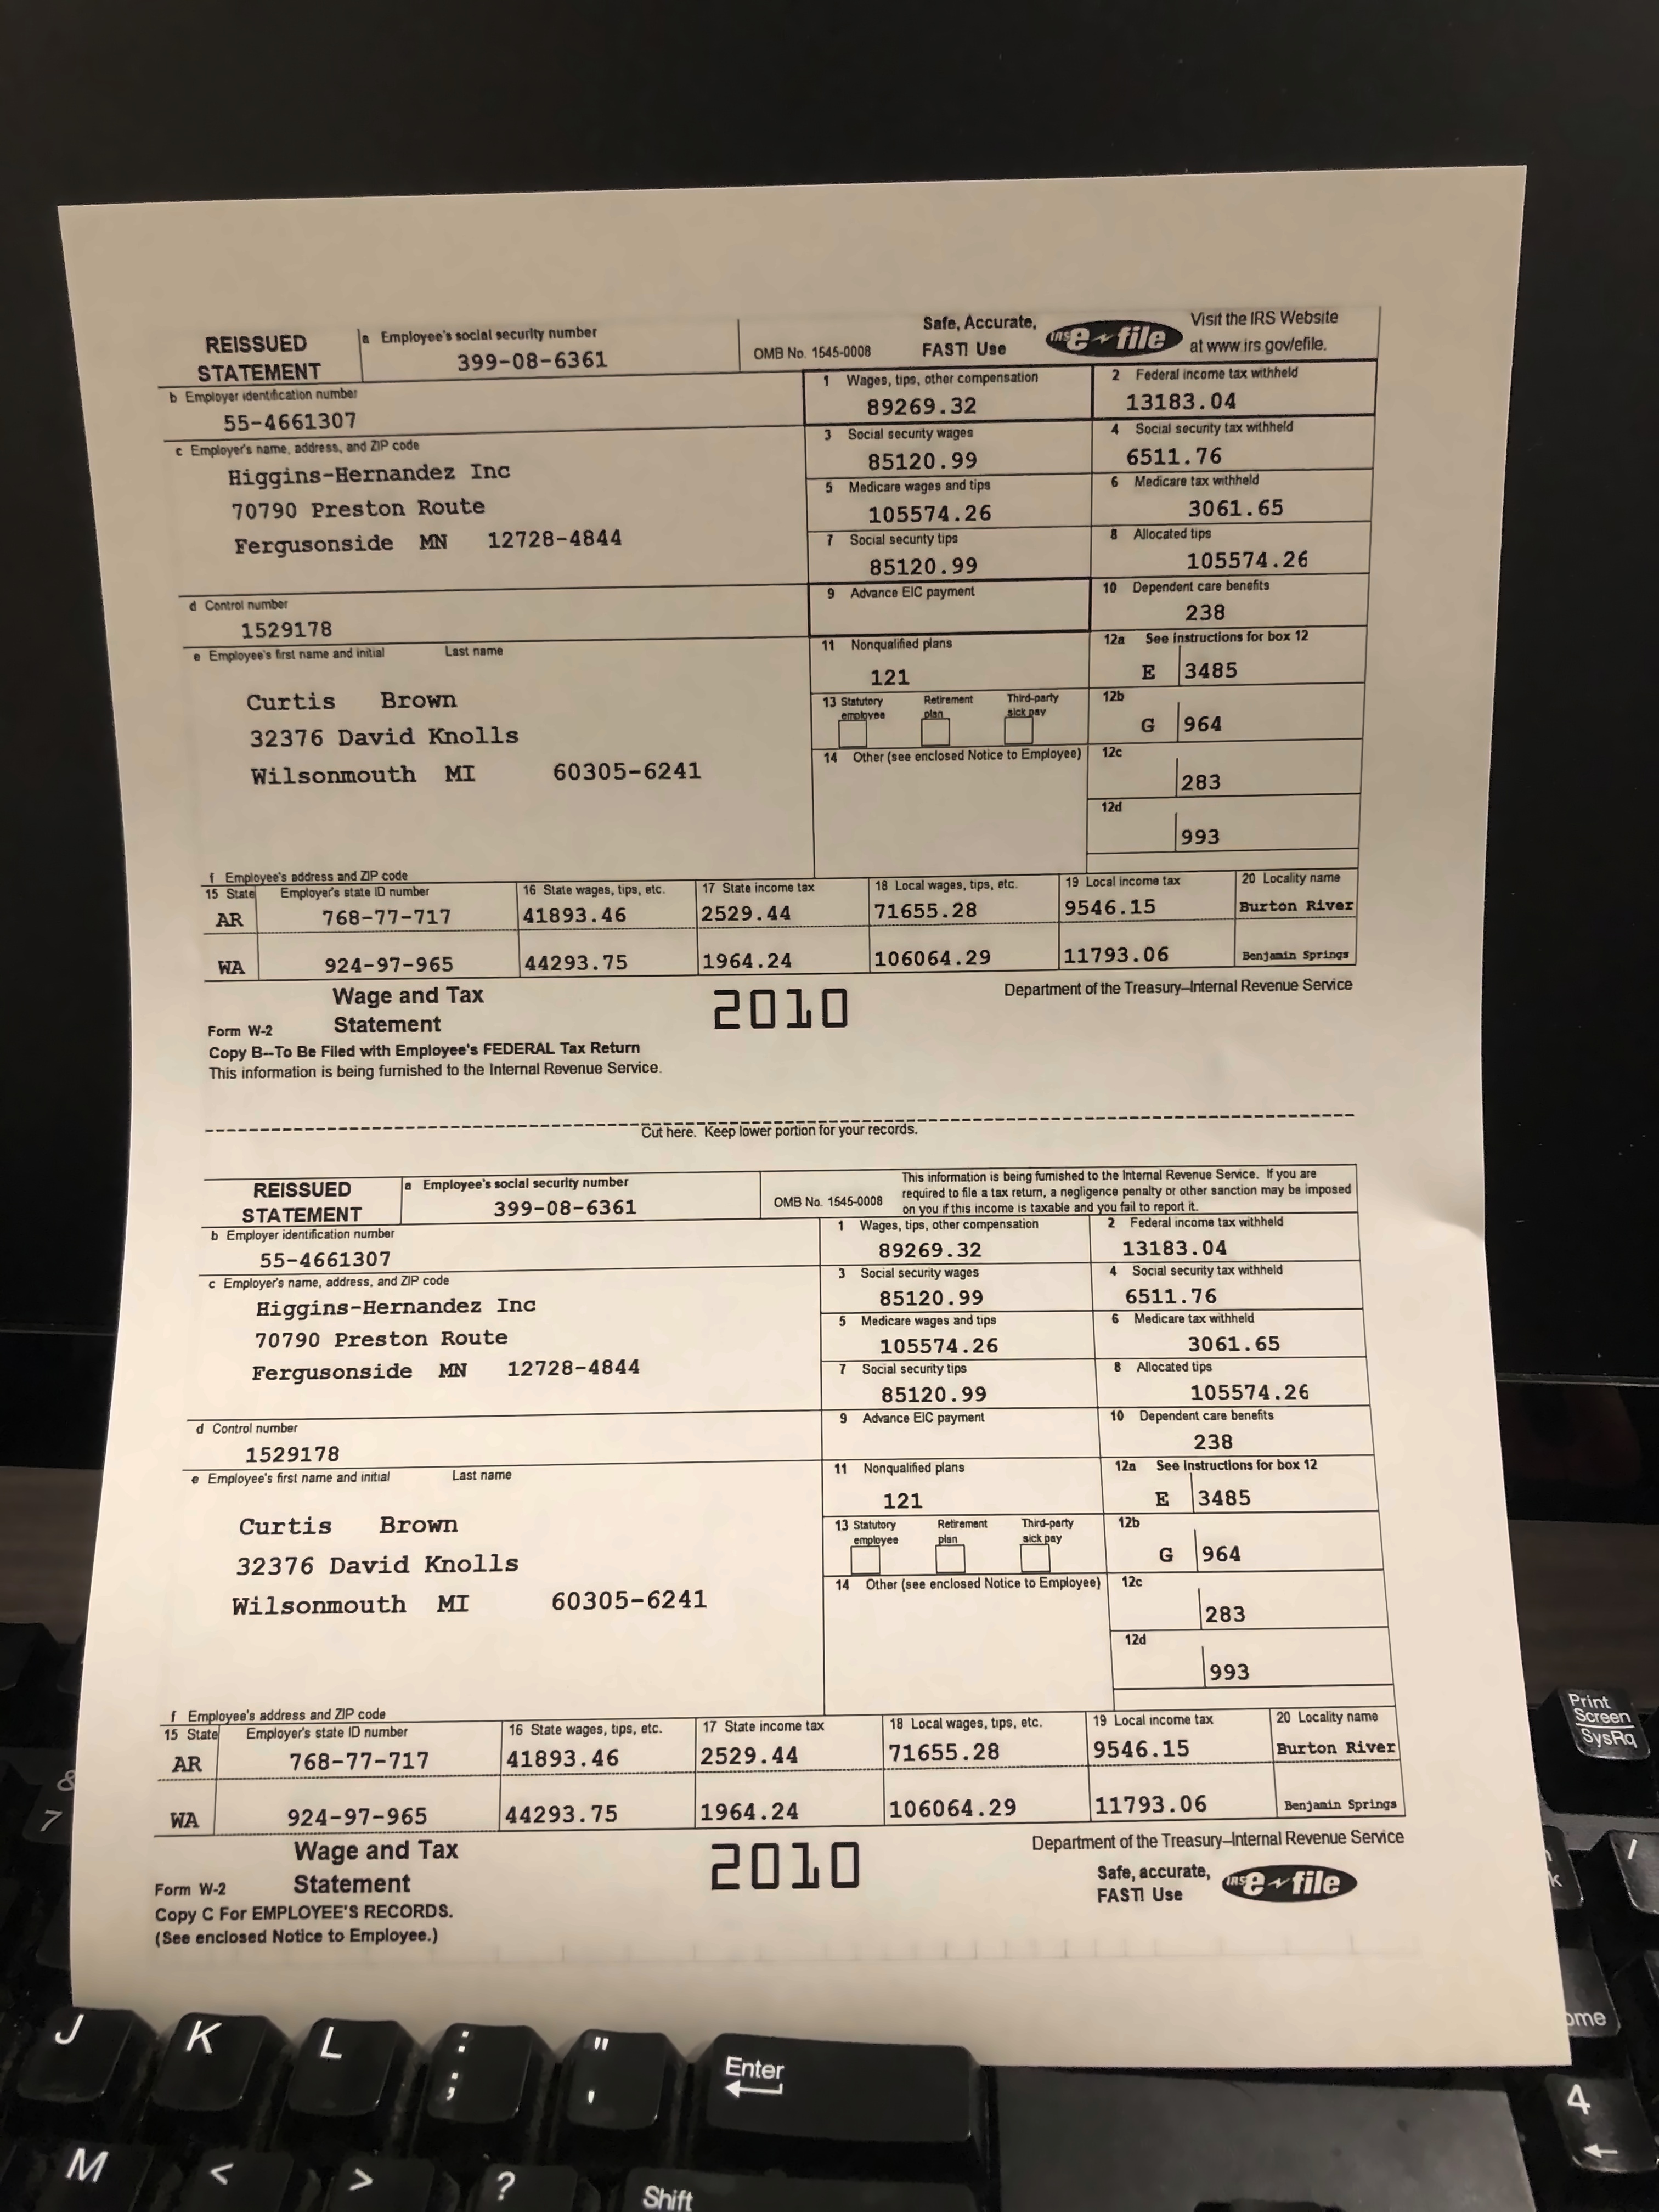 REISSUED STATEMENT
a Employee's social security number
399-08-6361
OMB No. 1545-0008
Safe, Accurate,
FAST! Use
IRS e-file
Visit the IRS Website
at www.irs.gov/efile.
b Employer identification number
55-4661307
1 Wages, tips, other compensation
89269.32
2 Federal income tax withheld
13183.04
c Employer's name, address, and ZIP code
Higgins-Hernandez Inc
70790 Preston Route
Fergusonside MN 12728-4844
3 Social security wages
85120.99
4 Social security tax withheld
6511.76
5 Medicare wages and tips
105574.26
6 Medicare tax withheld
3061.65
7 Social security tips
85120.99
8 Allocated tips
105574.26
d Control number
1529178
9 Advance EIC payment
10 Dependent care benefits
238
e Employee's first name and initial Last name
Curtis Brown
32376 David Knolls
Wilsonmouth MI 60305-6241
11 Nonqualified plans
121
12a See instructions for box 12
E 3485
13 Statutory employee
Retirement plan
Third-party sick pay
12b
G 964
14 Other (see enclosed Notice to Employee)
12c
283
12d
993
f Employee's address and ZIP code
15 State Employer's state ID number 16 State wages, tips, etc. 17 State income tax 18 Local wages, tips, etc. 19 Local income tax 20 Locality name
AR 768-77-717 41893.46 2529.44 71655.28 9546.15 Burton River
WA 924-97-965 44293.75 1964.24 106064.29 11793.06 Benjamin Springs
Wage and Tax
Form W-2 Statement
2010
Department of the Treasury--Internal Revenue Service
Copy B--To Be Filed with Employee's FEDERAL Tax Return
This information is being furnished to the Internal Revenue Service.
Cut here. Keep lower portion for your records.
REISSUED STATEMENT
a Employee's social security number
399-08-6361
OMB No. 1545-0008
This information is being furnished to the Internal Revenue Service. If you are
required to file a tax return, a negligence penalty or other sanction may be imposed
on you if this income is taxable and you fail to report it.
b Employer identification number
55-4661307
1 Wages, tips, other compensation
89269.32
2 Federal income tax withheld
13183.04
c Employer's name, address, and ZIP code
Higgins-Hernandez Inc
70790 Preston Route
Fergusonside MN 12728-4844
3 Social security wages
85120.99
4 Social security tax withheld
6511.76
5 Medicare wages and tips
105574.26
6 Medicare tax withheld
3061.65
7 Social security tips
85120.99
8 Allocated tips
105574.26
d Control number
1529178
9 Advance EIC payment
10 Dependent care benefits
238
e Employee's first name and initial Last name
Curtis Brown
32376 David Knolls
Wilsonmouth MI 60305-6241
11 Nonqualified plans
121
12a See instructions for box 12
E 3485
13 Statutory employee
Retirement plan
Third-party sick pay
12b
G 964
14 Other (see enclosed Notice to Employee)
12c
283
12d
993
f Employee's address and ZIP code
15 State Employer's state ID number 16 State wages, tips, etc. 17 State income tax 18 Local wages, tips, etc. 19 Local income tax 20 Locality name
AR 768-77-717 41893.46 2529.44 71655.28 9546.15 Burton River
WA 924-97-965 44293.75 1964.24 106064.29 11793.06 Benjamin Springs
Wage and Tax
Form W-2 Statement
2010
Department of the Treasury--Internal Revenue Service
Safe, accurate,
FAST! Use
IRS e-file
Copy C For EMPLOYEE'S RECORDS.
(See enclosed Notice to Employee.)
Print
Screen
SysRq
&
7
/
J K L : ; " ' Enter
4
M < > ? Shift